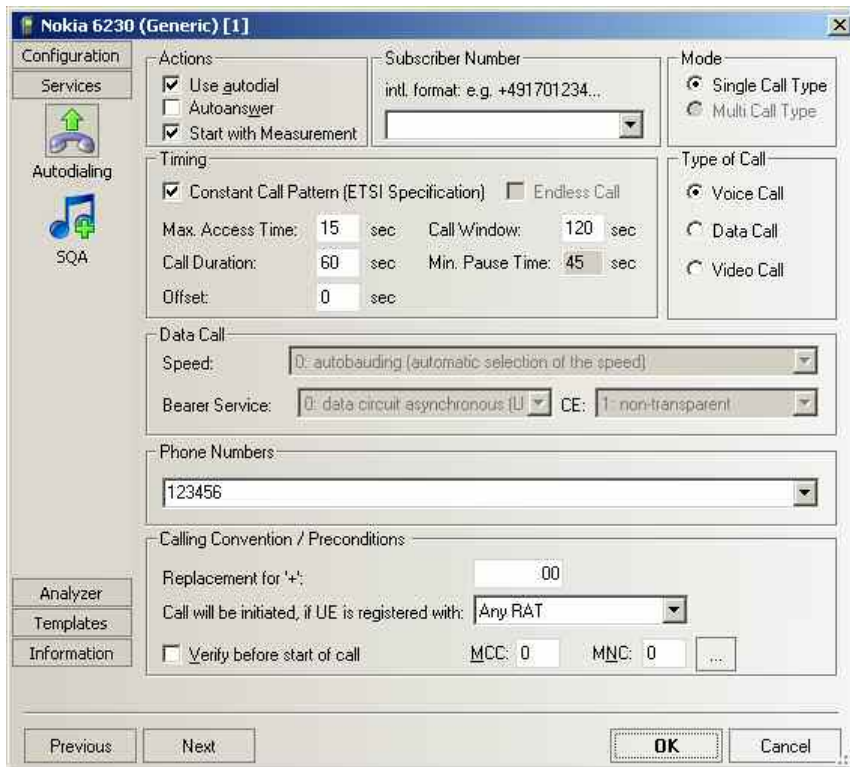 Nokia 6230 (Generic) [1]
Configuration
Services
Autodialing
SQA
Analyzer
Templates
Information
Actions
Use autodial
Autoanswer
Start with Measurement
Subscriber Number
intl. format: e.g. +491701234...
Mode
Single Call Type
Multi Call Type
Timing
Constant Call Pattern (ETSI Specification) Endless Call
Max. Access Time: 15 sec Call Window: 120 sec
Call Duration: 60 sec Min. Pause Time: 45 sec
Offset: 0 sec
Type of Call
Voice Call
Data Call
Video Call
Data Call
Speed: 0: autobauding (automatic selection of the speed)
Bearer Service: 0: data circuit asynchronous (U CE: 1: non-transparent
Phone Numbers
123456
Calling Convention / Preconditions
Replacement for '+': 00
Call will be initiated, if UE is registered with: Any RAT
Verify before start of call MCC: 0 MNC: 0 ...
Previous Next OK Cancel